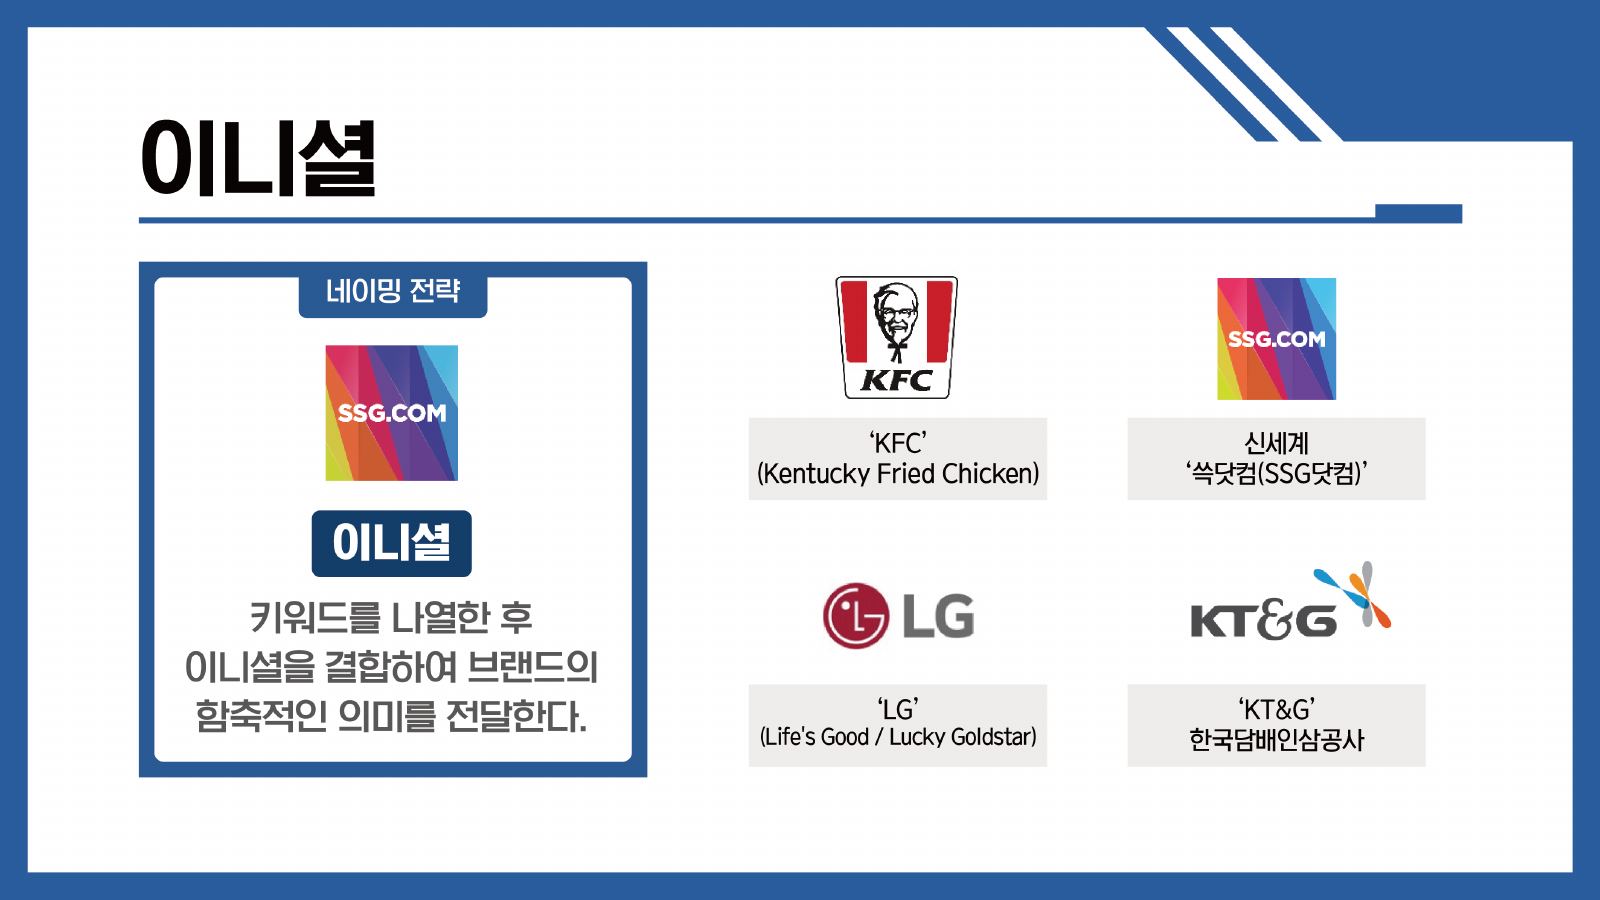 이니셜
네이밍 전략
SSG.COM
이니셜
키워드를 나열한 후
이니셜을 결합하여 브랜드의
함축적인 의미를 전달한다.
KFC
‘KFC’
(Kentucky Fried Chicken)
SSG.COM
신세계
‘쓱닷컴(SSG닷컴)’
LG
‘LG’
(Life's Good / Lucky Goldstar)
KT&G
‘KT&G’
한국담배인삼공사